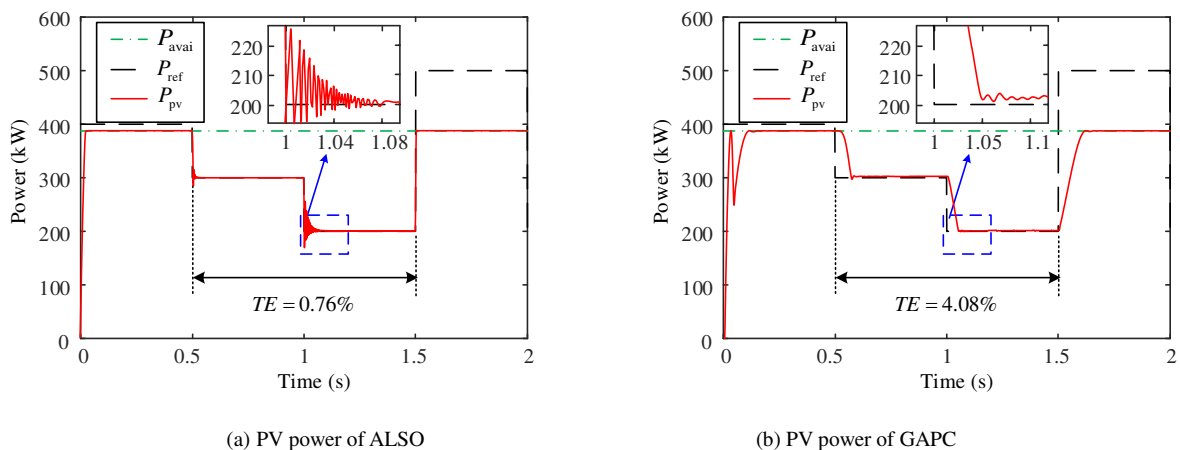 600
500
400
300
200
100
0
Power (kW)
P_avai
P_ref
P_pv
220
210
200
1
1.04
1.08
TE = 0.76%
0
0.5
1
1.5
2
Time (s)
(a) PV power of ALSO
600
500
400
300
200
100
0
Power (kW)
P_avai
P_ref
P_pv
220
210
200
1
1.05
1.1
TE = 4.08%
0
0.5
1
1.5
2
Time (s)
(b) PV power of GAPC